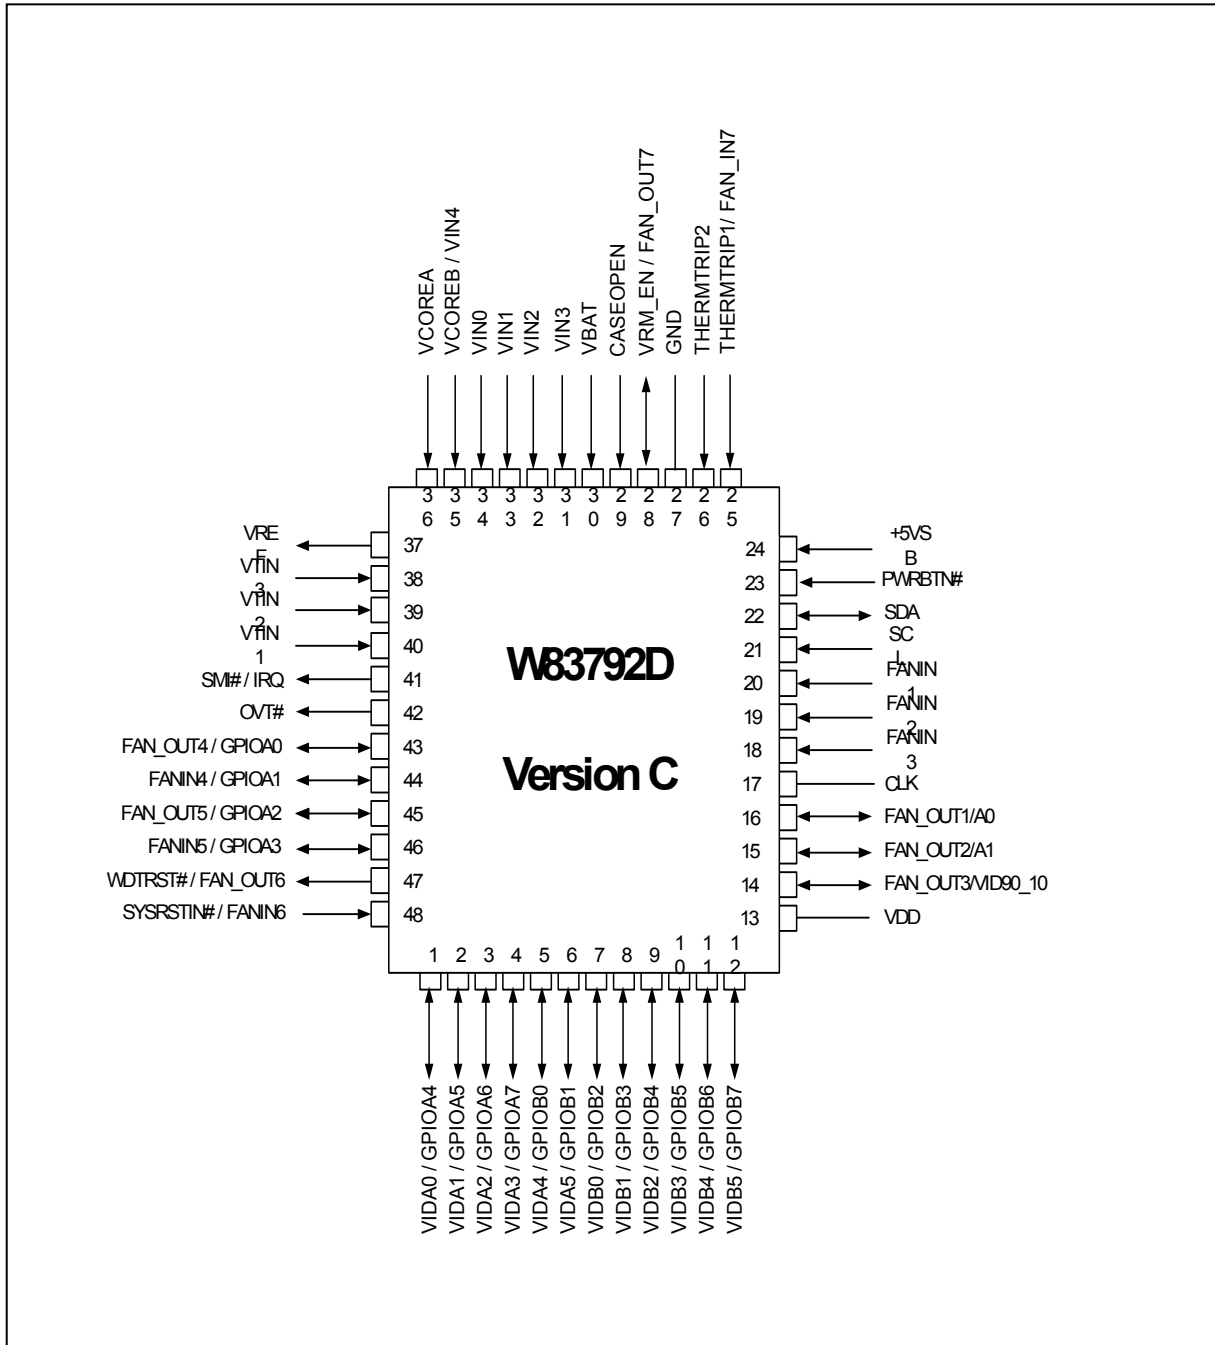 VCOREA
VCOREB / VIN4
VIN0
VIN1
VIN2
VIN3
VBAT
CASEOPEN
VRM_EN / FAN_OUT7
GND
THERMTRIP2
THERMTRIP1/ FAN_IN7
36
35
34
33
32
31
30
29
28
27
26
25
VREF
37
VTIN3
38
VTIN2
39
VTIN1
40
SMI# / IRQ
41
OVT#
42
FAN_OUT4 / GPIOA0
43
FANIN4 / GPIOA1
44
FAN_OUT5 / GPIOA2
45
FANIN5 / GPIOA3
46
WDTRST# / FAN_OUT6
47
SYSRSTIN# / FANIN6
48
W83792D
Version C
24
+5VSB
23
PWRBTN#
22
SDA
21
SCL
20
FANIN1
19
FANIN2
18
FANIN3
17
CLK
16
FAN_OUT1/A0
15
FAN_OUT2/A1
14
FAN_OUT3/VID90_10
13
VDD
1
2
3
4
5
6
7
8
9
10
11
12
VIDA0 / GPIOA4
VIDA1 / GPIOA5
VIDA2 / GPIOA6
VIDA3 / GPIOA7
VIDA4 / GPIOB0
VIDA5 / GPIOB1
VIDB0 / GPIOB2
VIDB1 / GPIOB3
VIDB2 / GPIOB4
VIDB3 / GPIOB5
VIDB4 / GPIOB6
VIDB5 / GPIOB7